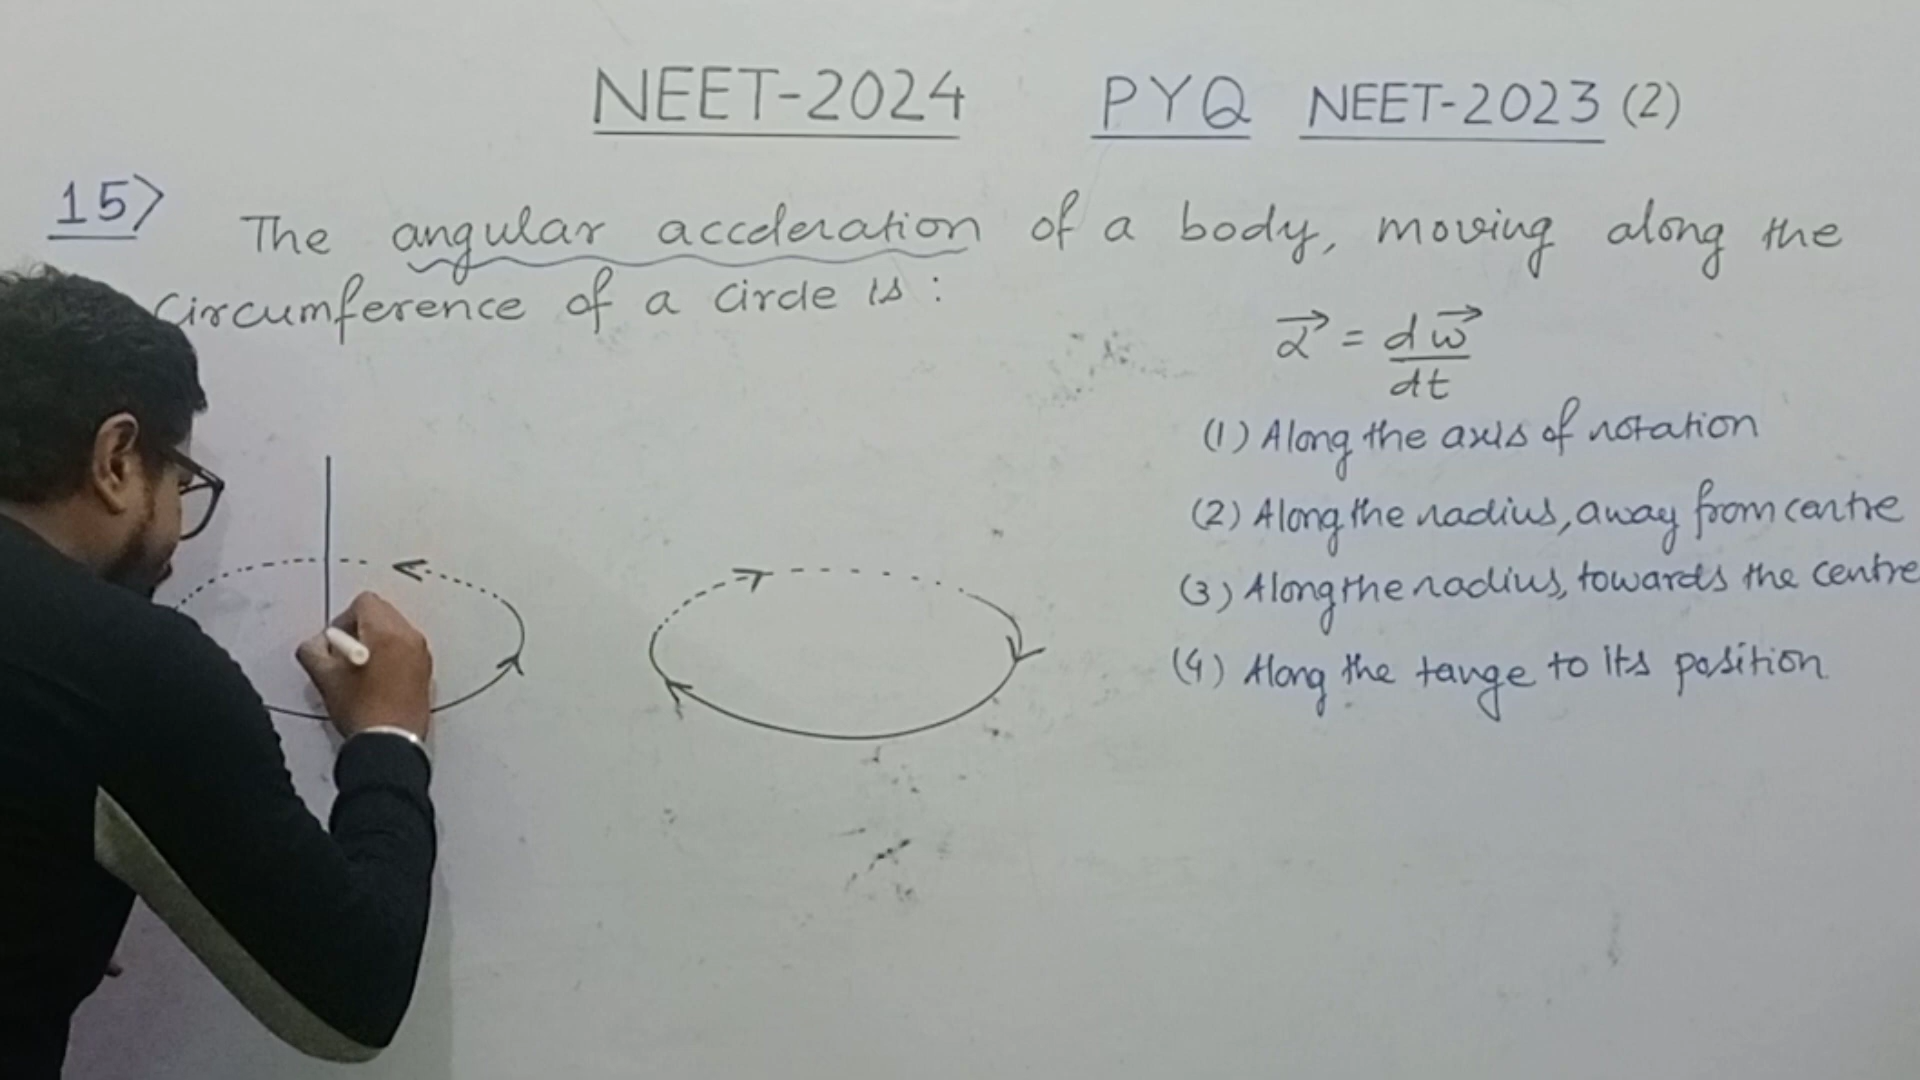 NEET-2024 PYQ NEET-2023 (2)
15> The angular acceleration of a body, moving along the
circumference of a circle is :
α⃗ = dω⃗/dt
(1) Along the axis of rotation
(2) Along the radius, away from centre
(3) Along the radius, towards the centre
(4) Along the tange to its position